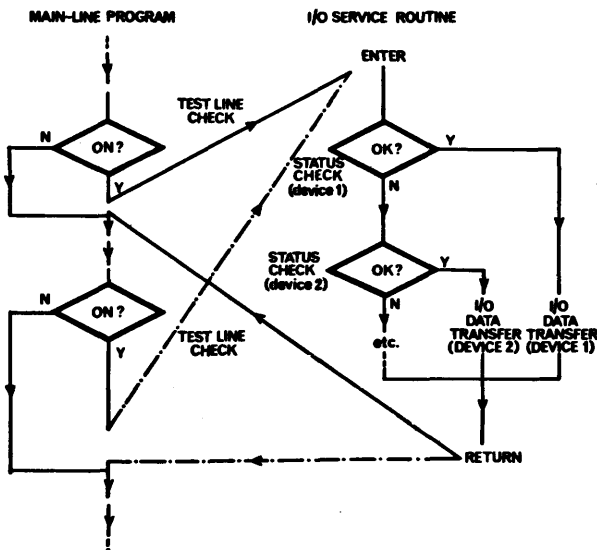 MAIN-LINE PROGRAM
I/O SERVICE ROUTINE
ENTER
TEST LINE
CHECK
N
ON?
Y
OK?
Y
STATUS
CHECK
(device 1)
N
STATUS
CHECK
(device 2)
OK?
Y
N
N
ON?
Y
TEST LINE
CHECK
etc.
I/O
DATA
TRANSFER
(DEVICE 2)
I/O
DATA
TRANSFER
(DEVICE 1)
RETURN